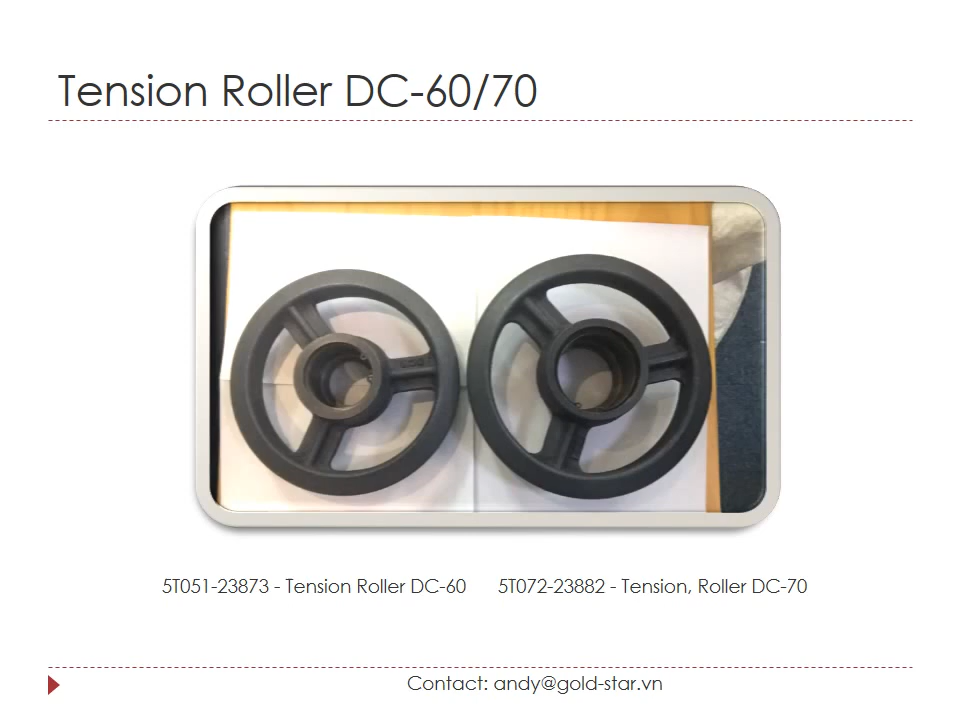 Tension Roller DC-60/70
5T051-23873 - Tension Roller DC-60 5T072-23882 - Tension, Roller DC-70
Contact: andy@gold-star.vn